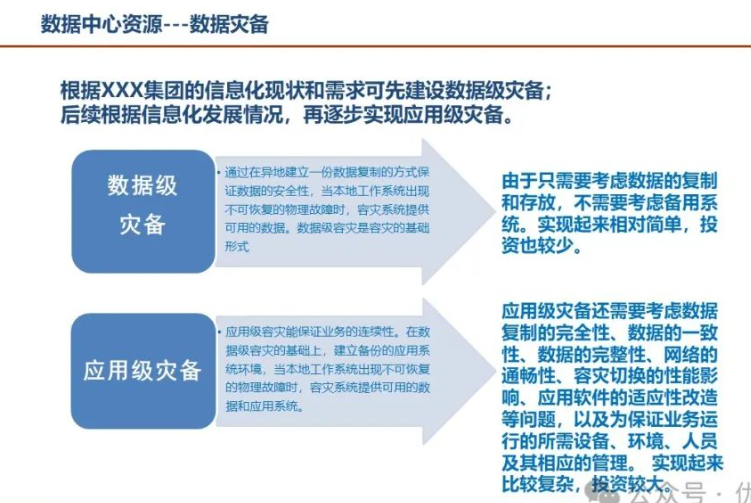 数据中心资源---数据灾备
根据XXX集团的信息化现状和需求可先建设数据级灾备；
后续根据信息化发展情况，再逐步实现应用级灾备。
数据级
灾备
• 通过在异地建立一份数据复制的方式保
证数据的安全性，当本地工作系统出现
不可恢复的物理故障时，容灾系统提供
可用的数据。数据级容灾是容灾的基础
形式
由于只需要考虑数据的复制
和存放，不需要考虑备用系
统。实现起来相对简单，投
资也较少。
应用级灾备
• 应用级容灾能保证业务的连续性。在数
据级容灾的基础上，建立备份的应用系
统环境，当本地工作系统出现不可恢复
的物理故障时，容灾系统提供可用的数
据和应用系统。
应用级灾备还需要考虑数据
复制的完全性、数据的一致
性、数据的完整性、网络的
通畅性、容灾切换的性能影
响、应用软件的适应性改造
等问题，以及为保证业务运
行的所需设备、环境、人员
及其相应的管理。 实现起来
比较复杂，投资较大。
公众号 · 优